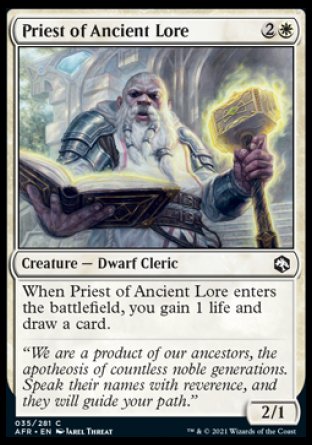 Priest of Ancient Lore 2
Creature — Dwarf Cleric
When Priest of Ancient Lore enters
the battlefield, you gain 1 life and
draw a card.
“We are a product of our ancestors, the
apotheosis of countless noble generations.
Speak their names with reverence, and
they will guide your path.”
2/1
035/281 C
AFR • EN JAREL THREAT
™ & © 2021 Wizards of the Coast